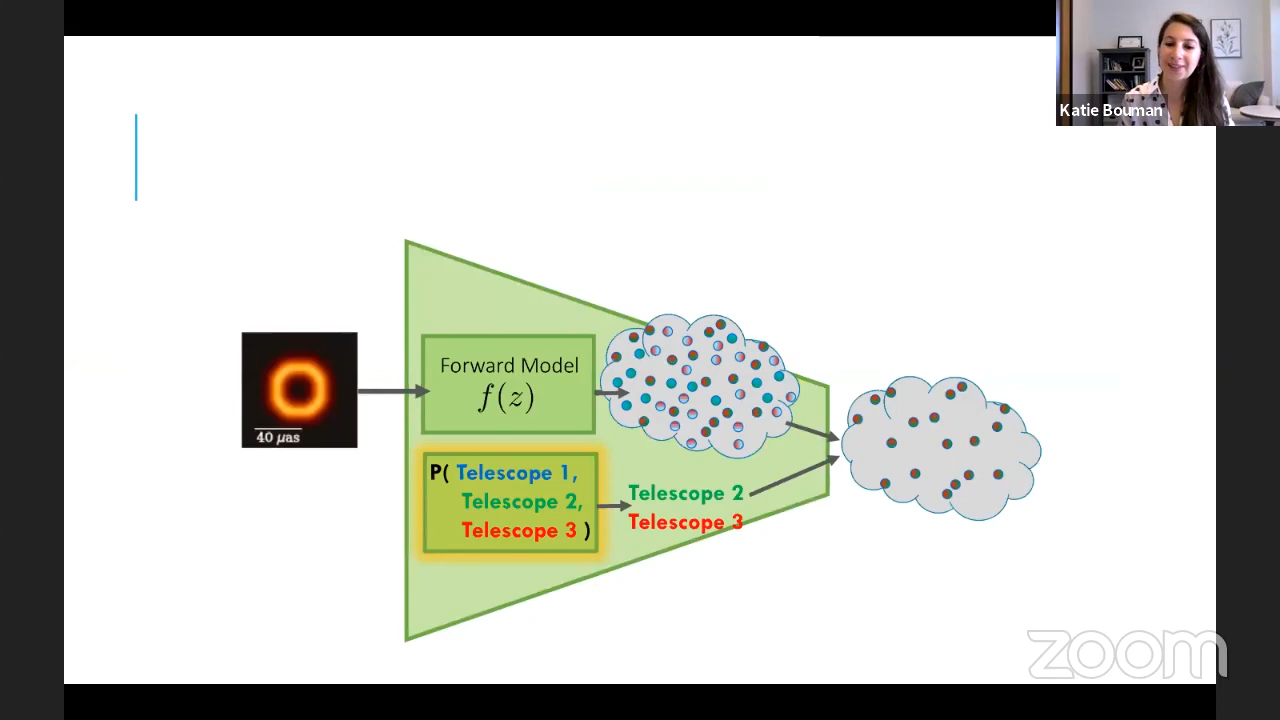 Katie Bouman
Forward Model
f(z)
40 μas
P( Telescope 1,
Telescope 2,
Telescope 3 )
Telescope 2
Telescope 3
zoom